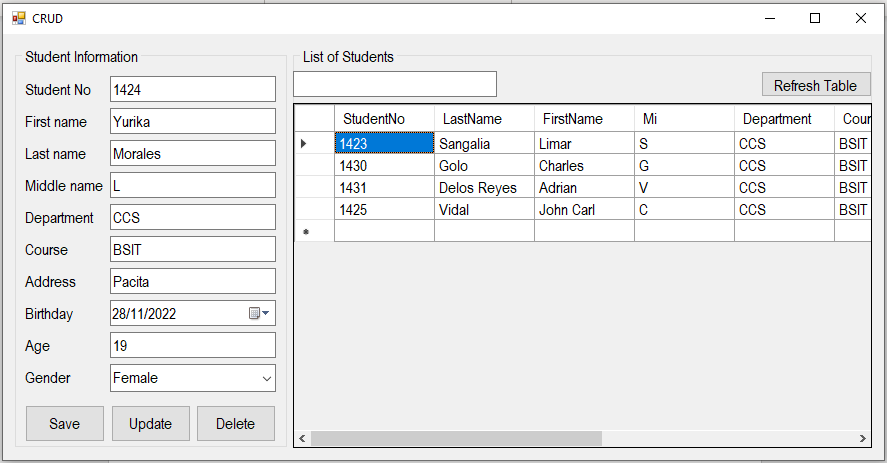 CRUD
Student Information
Student No 1424
First name Yurika
Last name Morales
Middle name L
Department CCS
Course BSIT
Address Pacita
Birthday 28/11/2022
Age 19
Gender Female
Save Update Delete
List of Students
Refresh Table
StudentNo LastName FirstName Mi Department Cour
1423 Sangalia Limar S CCS BSIT
1430 Golo Charles G CCS BSIT
1431 Delos Reyes Adrian V CCS BSIT
1425 Vidal John Carl C CCS BSIT